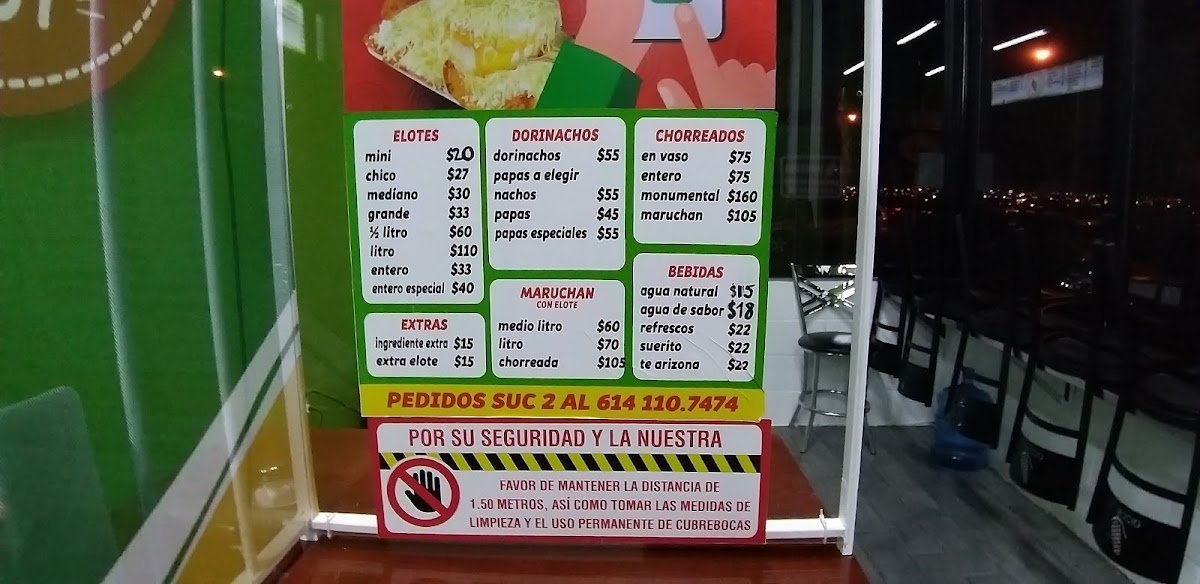 ELOTES
mini $20
chico $27
mediano $30
grande $33
½ litro $60
litro $110
entero $33
entero especial $40
EXTRAS
ingrediente extra $15
extra elote $15
DORINACHOS
dorinachos $55
papas a elegir
nachos $55
papas $45
papas especiales $55
MARUCHAN
CON ELOTE
medio litro $60
litro $70
chorreada $105
CHORREADOS
en vaso $75
entero $75
monumental $160
maruchan $105
BEBIDAS
agua natural $15
agua de sabor $18
refrescos $22
suerito $22
te arizona $22
PEDIDOS SUC 2 AL 614 110.7474
POR SU SEGURIDAD Y LA NUESTRA
FAVOR DE MANTENER LA DISTANCIA DE
1.50 METROS, ASÍ COMO TOMAR LAS MEDIDAS DE
LIMPIEZA Y EL USO PERMANENTE DE CUBREBOCAS